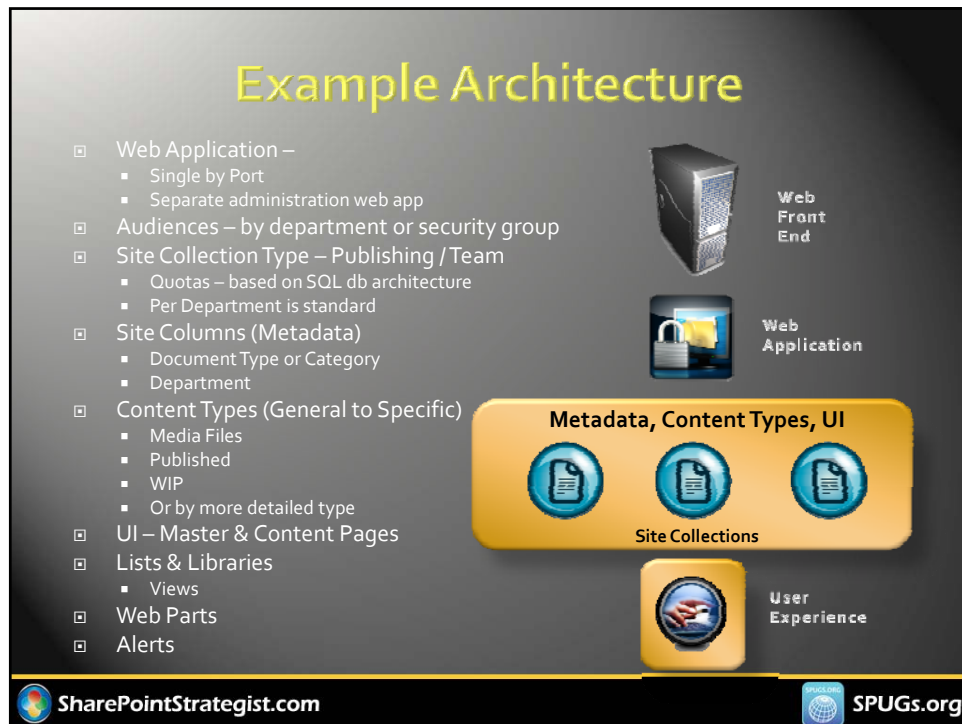 Example Architecture
Web Application –
Single by Port
Separate administration web app
Audiences – by department or security group
Site Collection Type – Publishing / Team
Quotas – based on SQL db architecture
Per Department is standard
Site Columns (Metadata)
Document Type or Category
Department
Content Types (General to Specific)
Media Files
Published
WIP
Or by more detailed type
UI – Master & Content Pages
Lists & Libraries
Views
Web Parts
Alerts
Web
Front
End
Web
Application
Metadata, Content Types, UI
Site Collections
User
Experience
SharePointStrategist.com
SPUGS.ORG
SPUGs.org